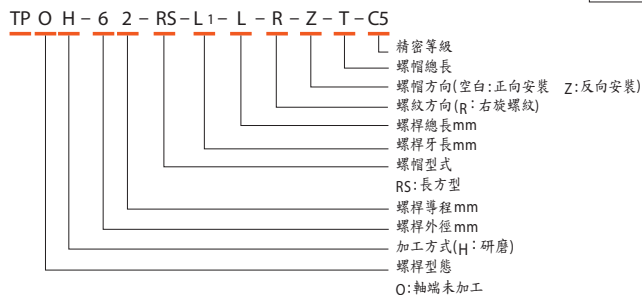 TP O H - 6 2 - RS - L1 - L - R - Z - T - C5
精密等級
螺帽總長
螺帽方向(空白:正向安裝 Z:反向安裝)
螺紋方向(R:右旋螺紋)
螺桿總長mm
螺桿牙長mm
螺帽型式
RS:長方型
螺桿導程mm
螺桿外徑mm
加工方式(H:研磨)
螺桿型態
O:軸端未加工